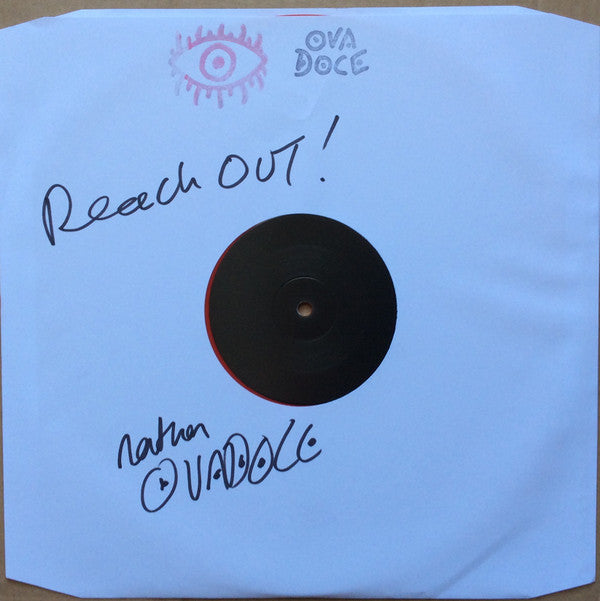 OVA
DOCE
Reach OUT!
nathan
OVADOCE